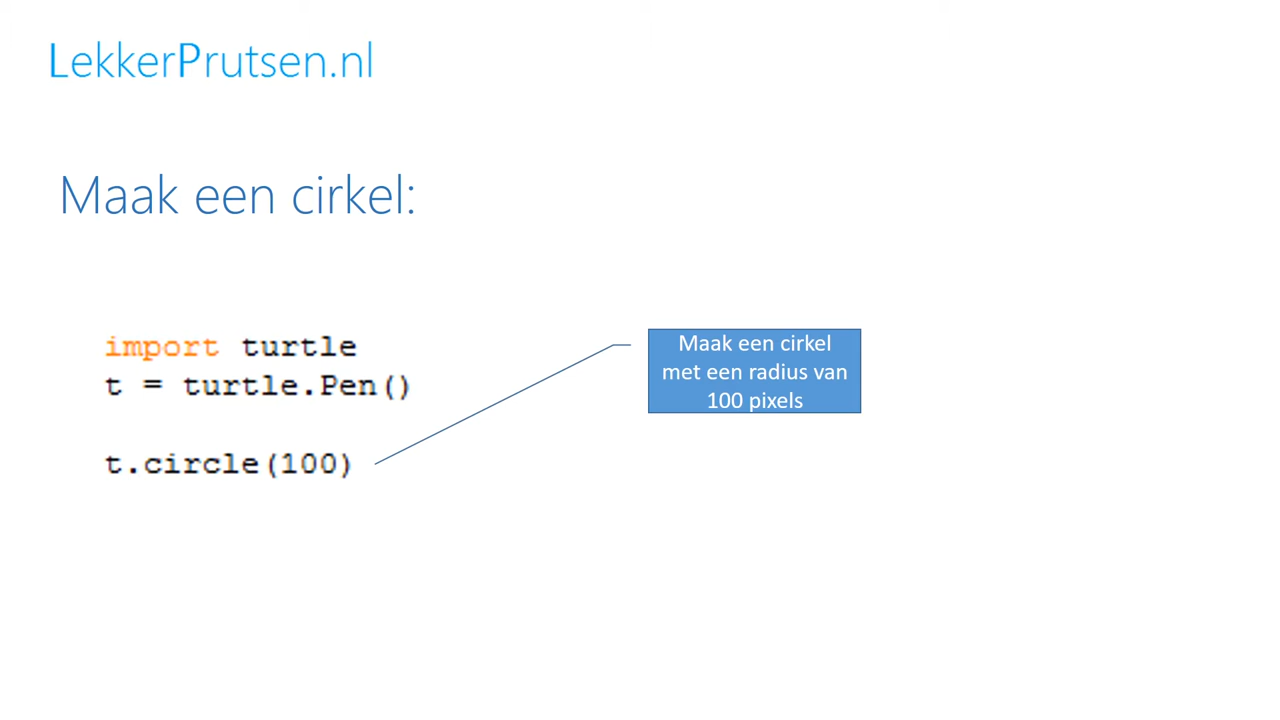 LekkerPrutsen.nl
Maak een cirkel:
import turtle
t = turtle.Pen()
t.circle(100)
Maak een cirkel
met een radius van
100 pixels